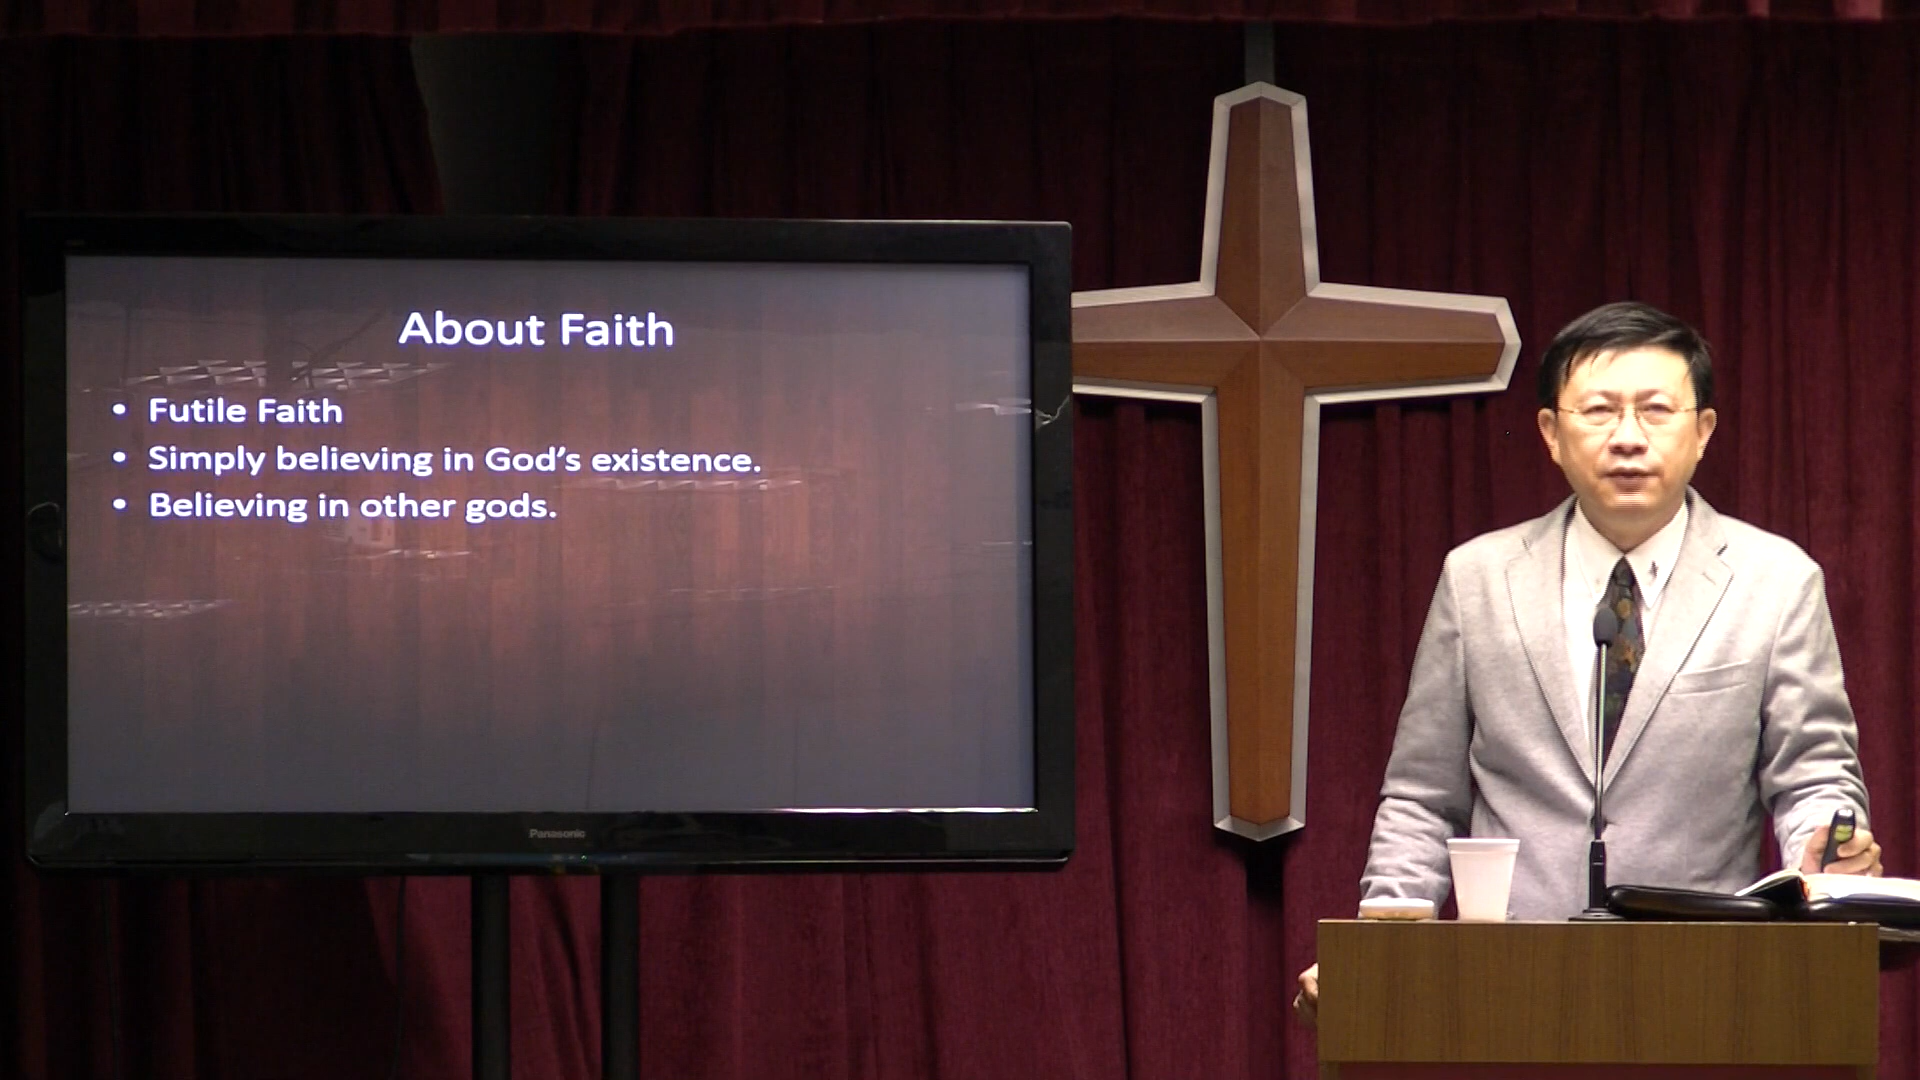 About Faith
• Futile Faith
• Simply believing in God’s existence.
• Believing in other gods.
Panasonic